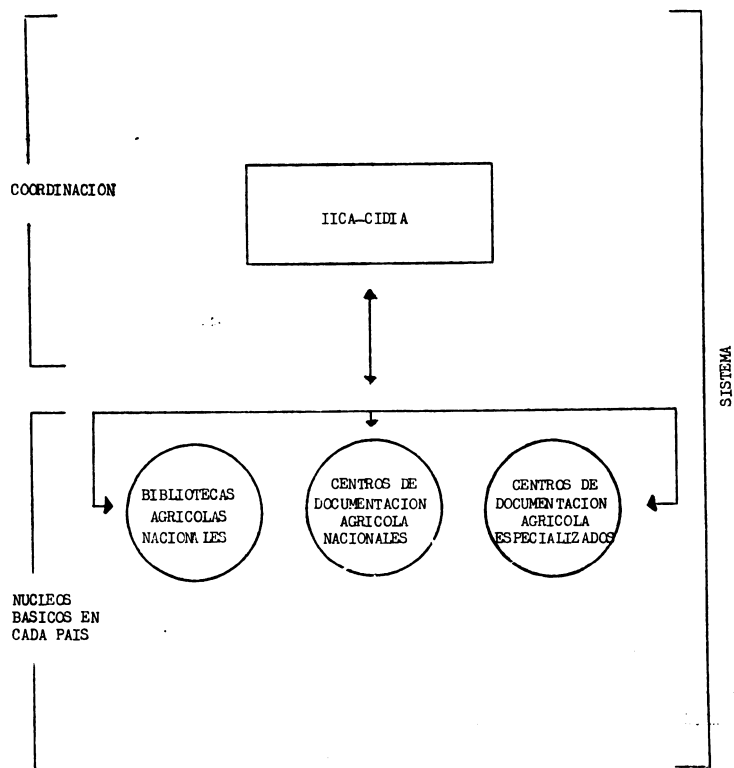 COORDINACION
IICA-CIDIA
SISTEMA
BIBLIOTECAS
AGRICOLAS
NACIONALES
CENTROS DE
DOCUMENTACION
AGRICOLA
NACIONALES
CENTROS DE
DOCUMENTACION
AGRICOLA
ESPECIALIZADOS
NUCLEOS
BASICOS EN
CADA PAIS